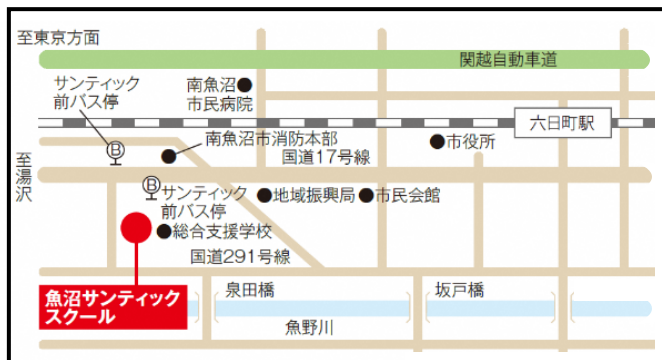 至東京方面
関越自動車道
サンティック
前バス停
南魚沼
市民病院
六日町駅
南魚沼市消防本部
市役所
国道17号線
至湯沢
B
B
サンティック
前バス停
地域振興局
市民会館
総合支援学校
国道291号線
魚沼サンティック
スクール
泉田橋
坂戸橋
魚野川